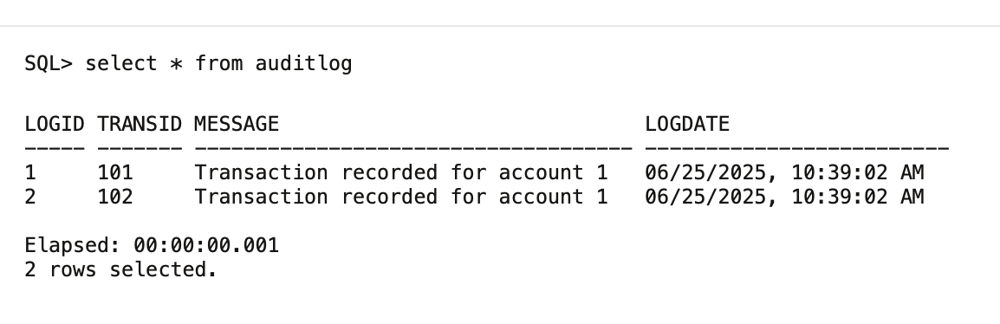 SQL> select * from auditlog
LOGID TRANSID MESSAGE                              LOGDATE
----- ------- ------------------------------------ -------------------------
1     101     Transaction recorded for account 1   06/25/2025, 10:39:02 AM
2     102     Transaction recorded for account 1   06/25/2025, 10:39:02 AM
Elapsed: 00:00:00.001
2 rows selected.